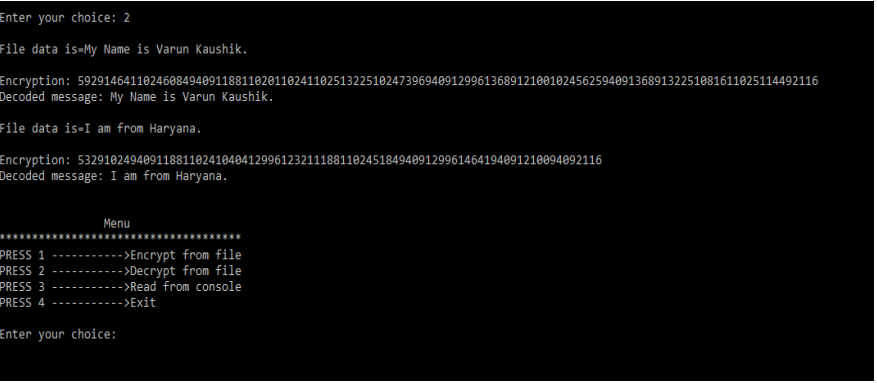 Enter your choice: 2
File data is=My Name is Varun Kaushik.
Encryption: 59291464110246084940911881102011024110251322510247396940912996136891210010245625940913689132251081611025114492116
Decoded message: My Name is Varun Kaushik.
File data is=I am from Haryana.
Encryption: 53291024940911881102410404129961232111881102451849409129961464194091210094092116
Decoded message: I am from Haryana.
Menu
*************************************
PRESS 1 ----------->Encrypt from file
PRESS 2 ----------->Decrypt from file
PRESS 3 ----------->Read from console
PRESS 4 ----------->Exit
Enter your choice: